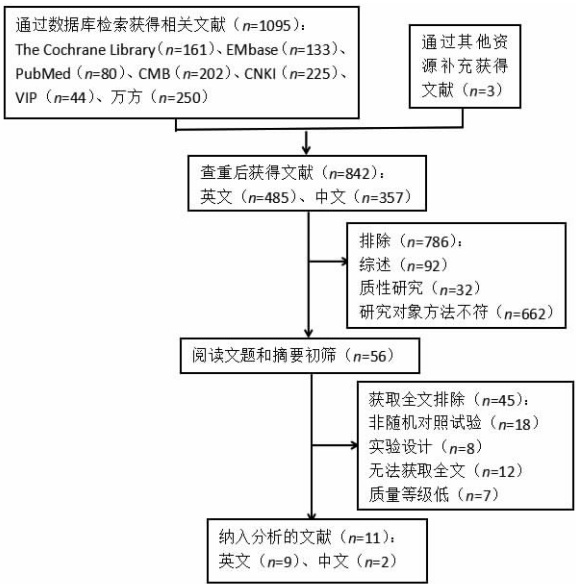 通过数据库检索获得相关文献（n=1095）：
The Cochrane Library（n=161）、EMbase（n=133）、
PubMed（n=80）、CMB（n=202）、CNKI（n=225）、
VIP（n=44）、万方（n=250）
通过其他资
源补充获得
文献（n=3）
查重后获得文献（n=842）：
英文（n=485）、中文（n=357）
排除（n=786）：
综述（n=92）
质性研究（n=32）
研究对象方法不符（n=662）
阅读文题和摘要初筛（n=56）
获取全文排除（n=45）：
非随机对照试验（n=18）
实验设计（n=8）
无法获取全文（n=12）
质量等级低（n=7）
纳入分析的文献（n=11）：
英文（n=9）、中文（n=2）